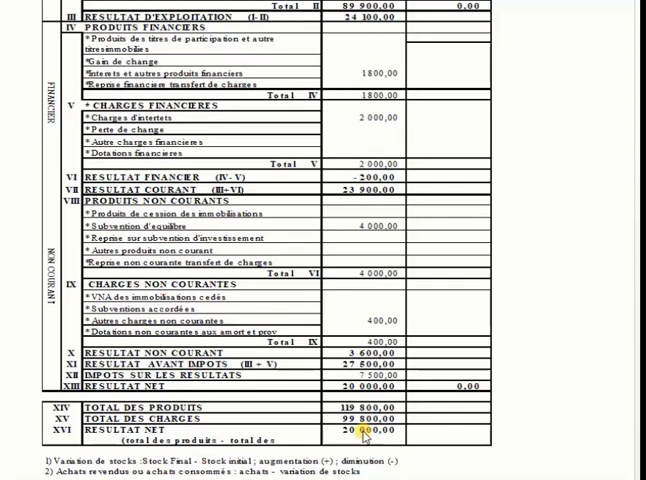 Total II 89 900,00 0,00
III RESULTAT D'EXPLOITATION (I-II) 24 100,00
IV PRODUITS FINANCIERS
* Produits des titres de participation et autre
titresimmobilies
*Gain de change
*Interets et autres produits financiers 1800,00
*Reprise financiere transfert de charges
Total IV 1800,00
V * CHARGES FINANCIERES
* Charges d'intertets 2 000,00
* Perte de change
* Autre charges financieres
* Dotations financieres
Total V 2 000,00
VI RESULTAT FINANCIER (IV- V) - 200,00
VII RESULTAT COURANT (III+VI) 23 900,00
VIII PRODUITS NON COURANTS
* Produits de cession des immobilisations
* Subvention d'equilibre 4 000,00
* Reprise sur subvention d'investissement
* Autres produits non courant
*Reprise non courante transfert de charges
Total VI 4 000,00
IX CHARGES NON COURANTES
* VNA des immobilisations cedés
* Subventions accordées
* Autres charges non courantes 400,00
* Dotations non courantes aux amort et prov
Total IX 400,00
X RESULTAT NON COURANT 3 600,00
XI RESULTAT AVANT IMPOTS (III + V) 27 500,00
XII IMPOTS SUR LES RESULTATS 7 500,00
XIII RESULTAT NET 20 000,00 0,00
FINANCIER
NON COURANT
XIV TOTAL DES PRODUITS 119 800,00
XV TOTAL DES CHARGES 99 800,00
XVI RESULTAT NET 20 000,00
(total des produits - total des
1) Variation de stocks :Stock Final - Stock initial ; augmentation (+) ; diminution (-)
2) Achats revendus ou achats consommés : achats - variation de stocks